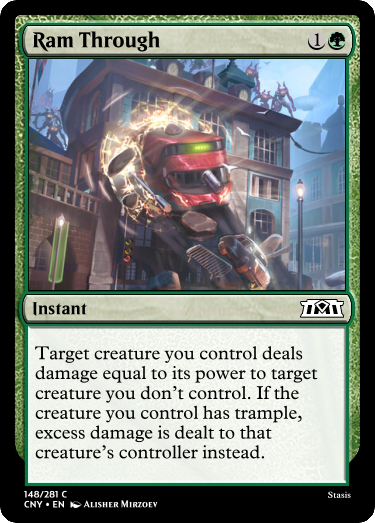 Ram Through 1
Instant
Target creature you control deals
damage equal to its power to target
creature you don't control. If the
creature you control has trample,
excess damage is dealt to that
creature's controller instead.
148/281 C
CNY • EN Alisher Mirzoev
Stasis